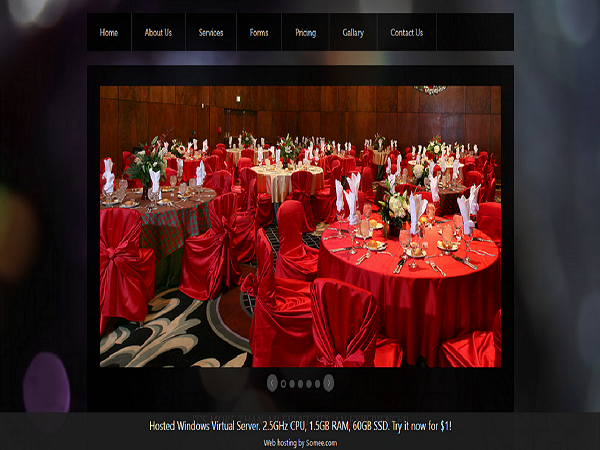 Home
About Us
Services
Forms
Pricing
Gallary
Contact Us
Hosted Windows Virtual Server. 2.5GHz CPU, 1.5GB RAM, 60GB SSD. Try it now for $1!
Web hosting by Somee.com